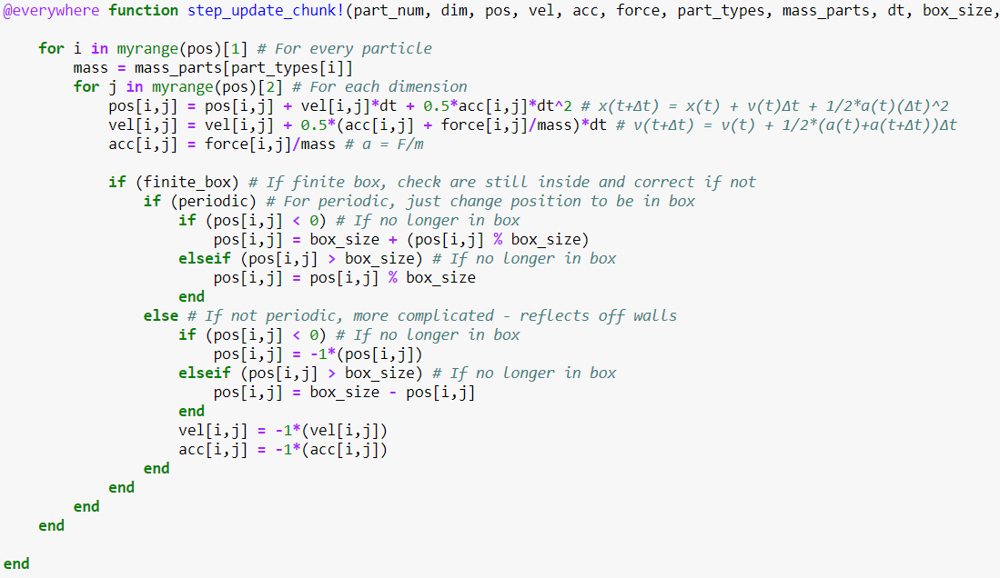 @everywhere function step_update_chunk!(part_num, dim, pos, vel, acc, force, part_types, mass_parts, dt, box_size,
for i in myrange(pos)[1] # For every particle
mass = mass_parts[part_types[i]]
for j in myrange(pos)[2] # For each dimension
pos[i,j] = pos[i,j] + vel[i,j]*dt + 0.5*acc[i,j]*dt^2 # x(t+Δt) = x(t) + v(t)Δt + 1/2*a(t)(Δt)^2
vel[i,j] = vel[i,j] + 0.5*(acc[i,j] + force[i,j]/mass)*dt # v(t+Δt) = v(t) + 1/2*(a(t)+a(t+Δt))Δt
acc[i,j] = force[i,j]/mass # a = F/m
if (finite_box) # If finite box, check are still inside and correct if not
if (periodic) # For periodic, just change position to be in box
if (pos[i,j] < 0) # If no longer in box
pos[i,j] = box_size + (pos[i,j] % box_size)
elseif (pos[i,j] > box_size) # If no longer in box
pos[i,j] = pos[i,j] % box_size
end
else # If not periodic, more complicated - reflects off walls
if (pos[i,j] < 0) # If no longer in box
pos[i,j] = -1*(pos[i,j])
elseif (pos[i,j] > box_size) # If no longer in box
pos[i,j] = box_size - pos[i,j]
end
vel[i,j] = -1*(vel[i,j])
acc[i,j] = -1*(acc[i,j])
end
end
end
end
end